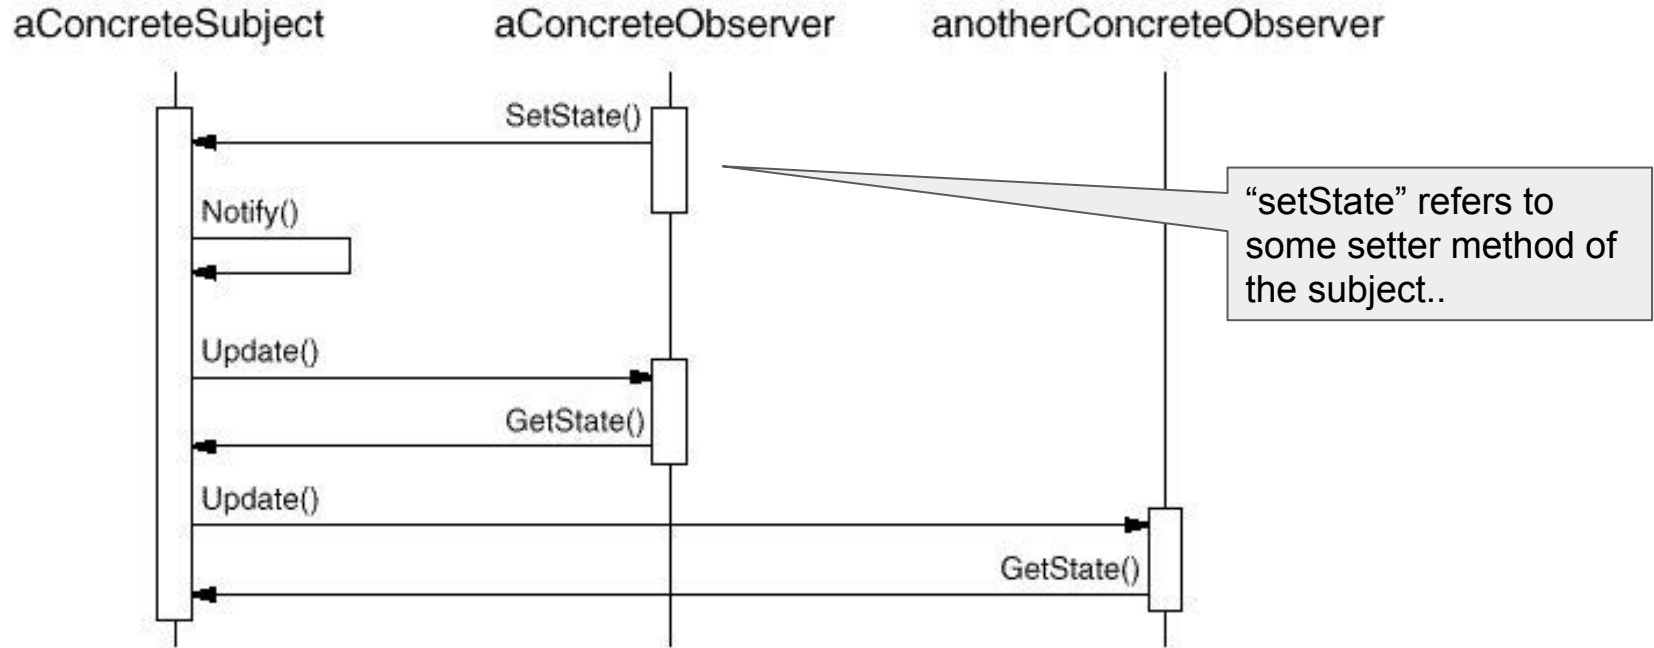 aConcreteSubject aConcreteObserver anotherConcreteObserver
SetState()
“setState” refers to
some setter method of
the subject..
Notify()
Update()
GetState()
Update()
GetState()